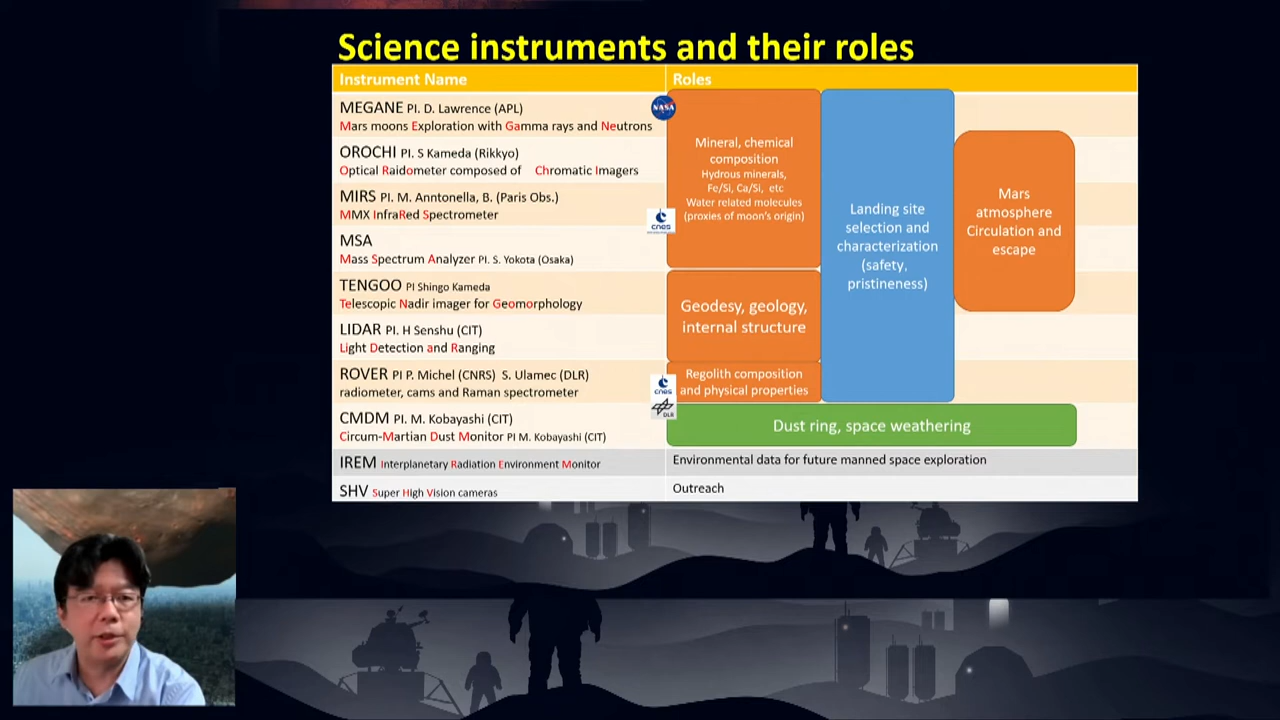 Science instruments and their roles
Instrument Name
Roles
MEGANE PI. D. Lawrence (APL)
Mars moons Exploration with Gamma rays and Neutrons
NASA
OROCHI PI. S Kameda (Rikkyo)
Optical Raidometer composed of Chromatic Imagers
MIRS PI. M. Anntonella, B. (Paris Obs.)
MMX InfraRed Spectrometer
cnes
MSA
Mass Spectrum Analyzer PI. S. Yokota (Osaka)
TENGOO PI Shingo Kameda
Telescopic Nadir imager for Geomorphology
LIDAR PI. H Senshu (CIT)
Light Detection and Ranging
ROVER PI P. Michel (CNRS) S. Ulamec (DLR)
radiometer, cams and Raman spectrometer
cnes
DLR
CMDM PI. M. Kobayashi (CIT)
Circum-Martian Dust Monitor PI M. Kobayashi (CIT)
IREM Interplanetary Radiation Environment Monitor
SHV Super High Vision cameras
Mineral, chemical
composition
Hydrous minerals,
Fe/Si, Ca/Si, etc
Water related molecules
(proxies of moon's origin)
Geodesy, geology,
internal structure
Regolith composition
and physical properties
Landing site
selection and
characterization
(safety,
pristineness)
Mars
atmosphere
Circulation and
escape
Dust ring, space weathering
Environmental data for future manned space exploration
Outreach